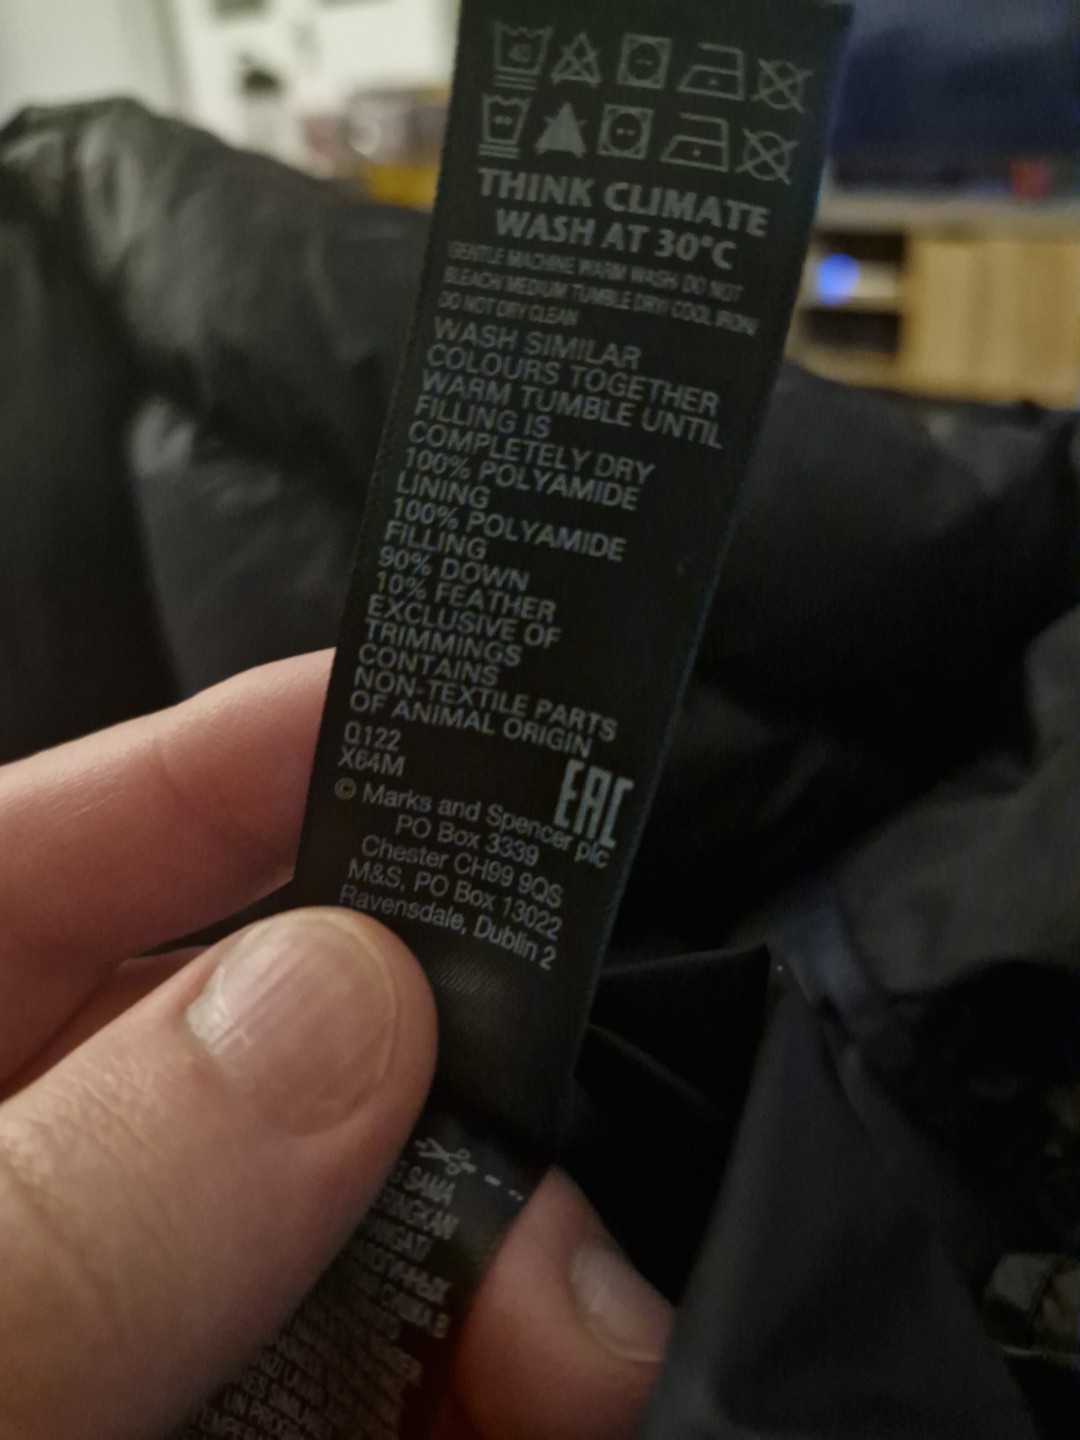 THINK CLIMATE
WASH AT 30°C
GENTLE MACHINE WARM WASH/ DO NOT
BLEACH/ MEDIUM TUMBLE DRY/ COOL IRON/
DO NOT DRY CLEAN
WASH SIMILAR
COLOURS TOGETHER
WARM TUMBLE UNTIL
FILLING IS
COMPLETELY DRY
100% POLYAMIDE
LINING
100% POLYAMIDE
FILLING
90% DOWN
10% FEATHER
EXCLUSIVE OF
TRIMMINGS
CONTAINS
NON-TEXTILE PARTS
OF ANIMAL ORIGIN
0122
X64M
EAC
© Marks and Spencer plc
PO Box 3339
Chester CH99 9QS
M&S, PO Box 13022
Ravensdale, Dublin 2
SAMA